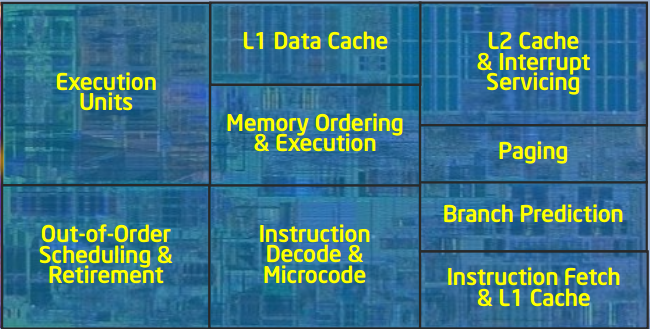 Execution
Units
L1 Data Cache
L2 Cache
& Interrupt
Servicing
Memory Ordering
& Execution
Paging
Out-of-Order
Scheduling &
Retirement
Instruction
Decode &
Microcode
Branch Prediction
Instruction Fetch
& L1 Cache